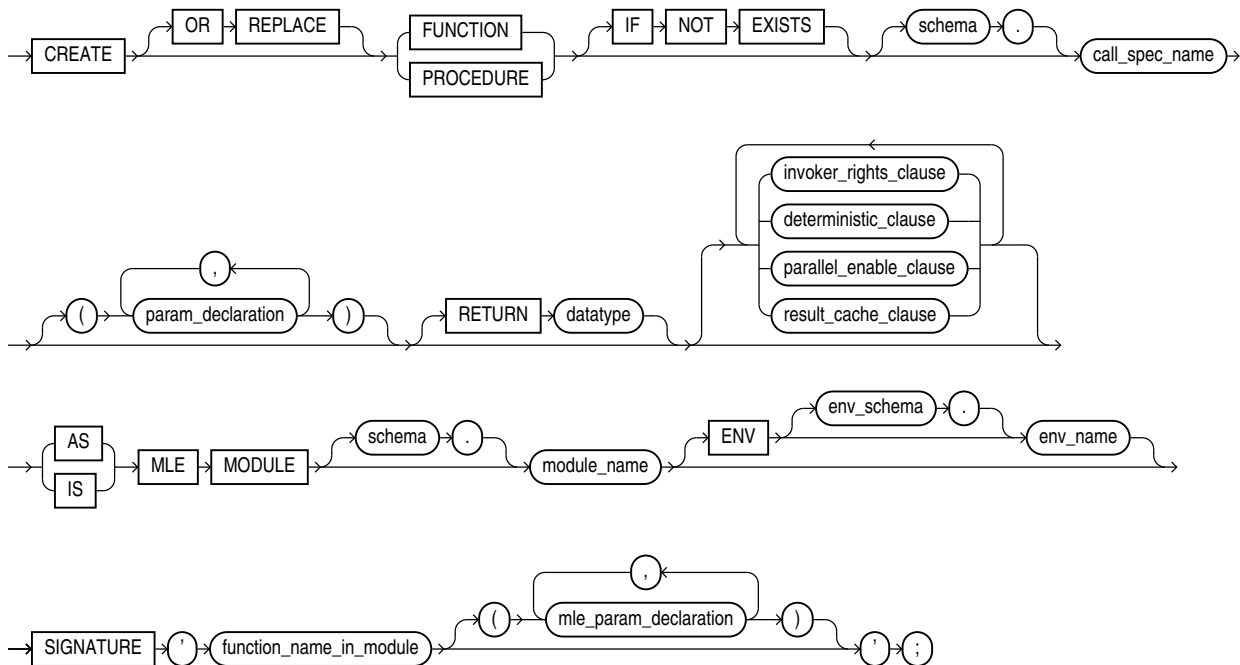 OR REPLACE
FUNCTION
IF NOT EXISTS
schema .
CREATE
PROCEDURE
call_spec_name
invoker_rights_clause
deterministic_clause
,
parallel_enable_clause
( param_declaration )
RETURN datatype
result_cache_clause
AS
schema .
ENV
env_schema .
MLE MODULE
module_name
env_name
IS
,
( mle_param_declaration )
SIGNATURE ' function_name_in_module
' ;